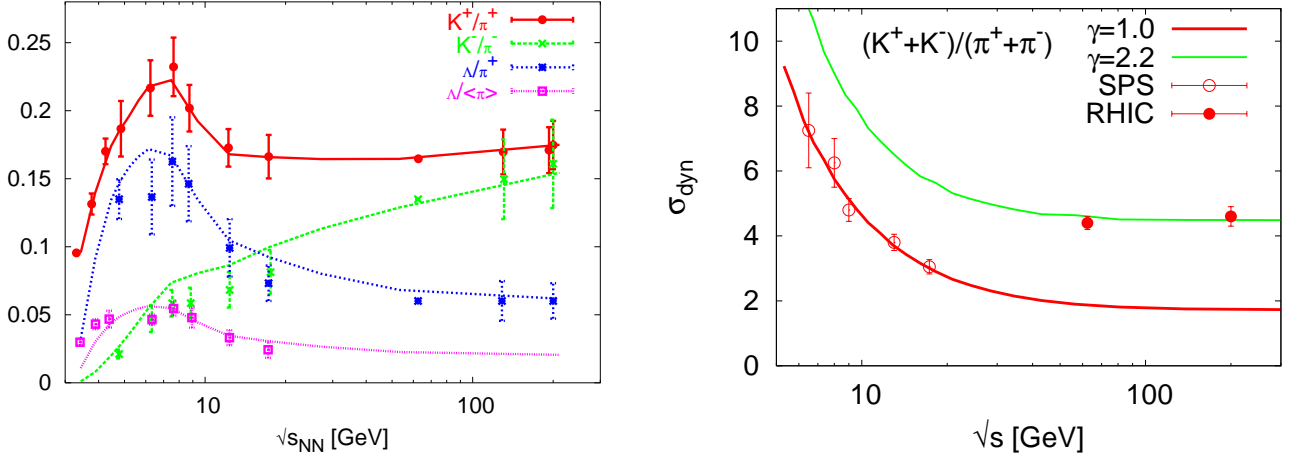 K⁺/π⁺
K⁻/π⁻
Λ/π⁺
Λ/<π>
0.25
0.2
0.15
0.1
0.05
0
10
100
√s_NN [GeV]
(K⁺+K⁻)/(π⁺+π⁻)
γ=1.0
γ=2.2
SPS
RHIC
10
8
6
4
2
0
σ_dyn
10
100
√s [GeV]